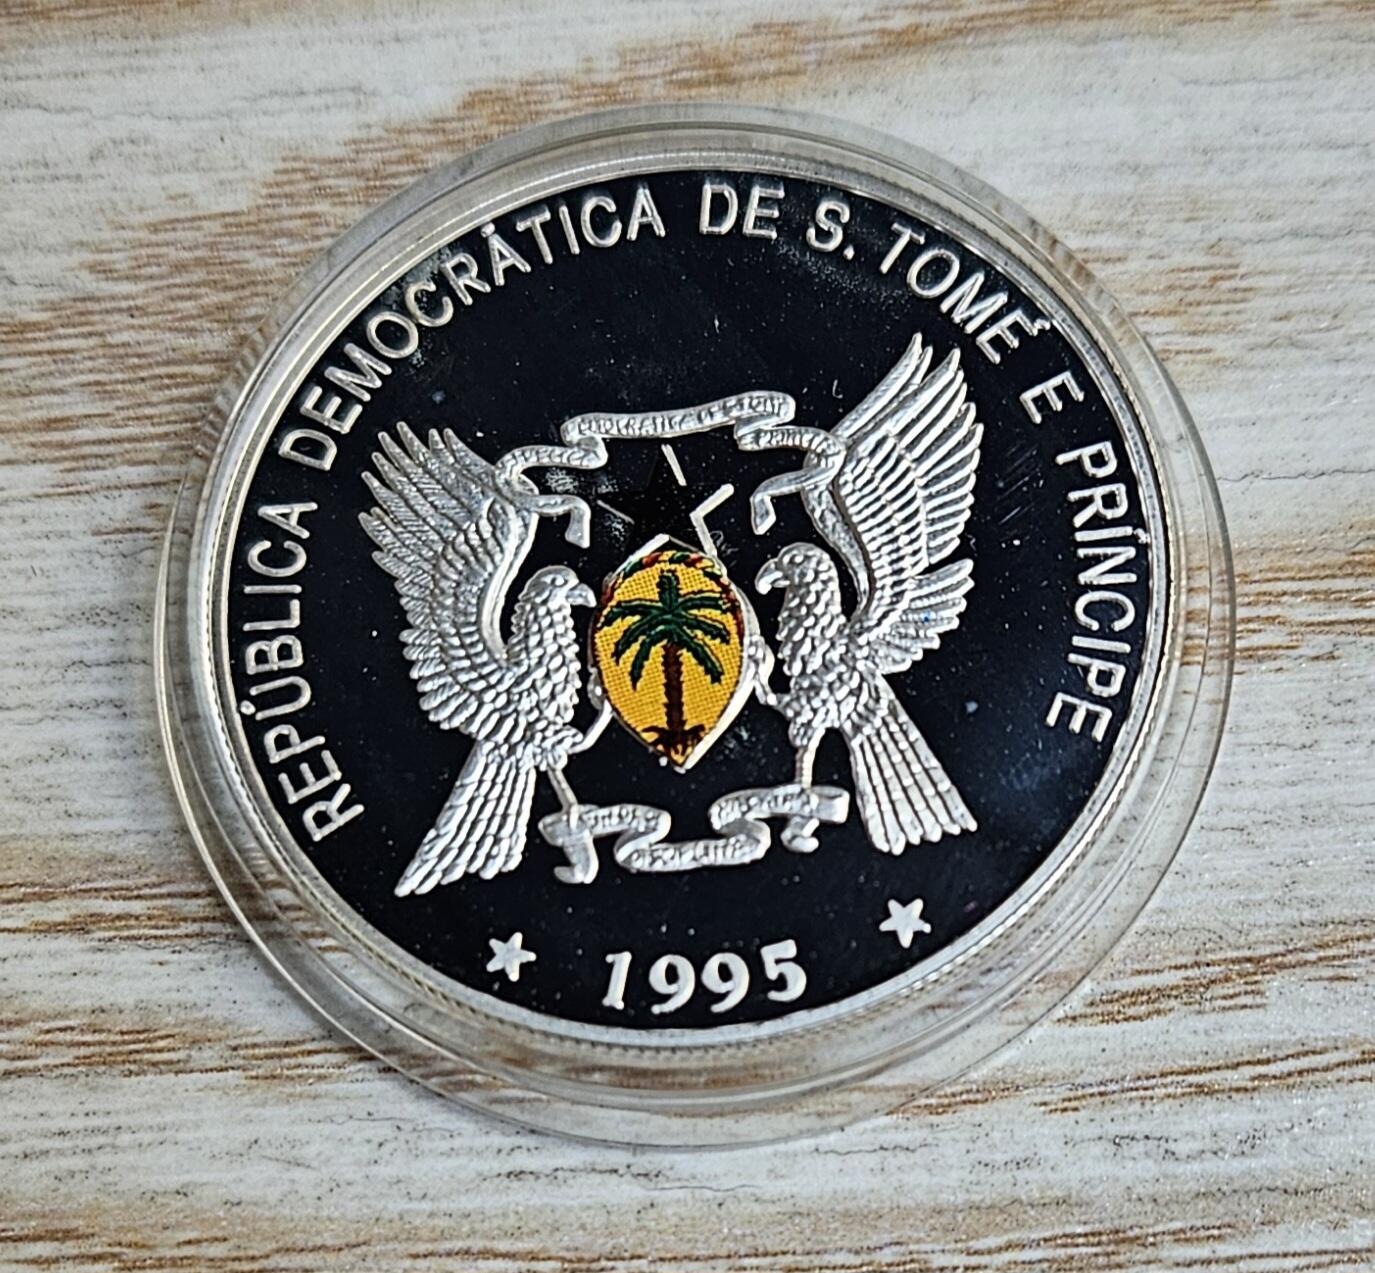 REPÚBLICA DEMOCRÁTICA DE S. TOMÉ E PRÍNCIPE
1995